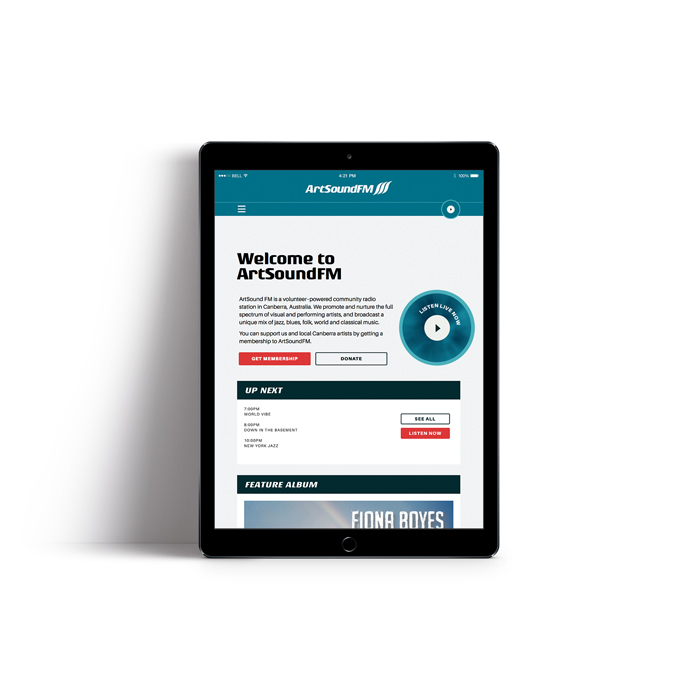 BELL
4:21 PM
100%
ArtSoundFM
Welcome to
ArtSoundFM
ArtSound FM is a volunteer-powered community radio
station in Canberra, Australia. We promote and nurture the full
spectrum of visual and performing artists, and broadcast a
unique mix of jazz, blues, folk, world and classical music.
You can support us and local Canberra artists by getting a
membership to ArtSoundFM.
LISTEN LIVE NOW
GET MEMBERSHIP
DONATE
UP NEXT
7:00PM
WORLD VIBE
8:00PM
DOWN IN THE BASEMENT
10:00PM
NEW YORK JAZZ
SEE ALL
LISTEN NOW
FEATURE ALBUM
FIONA BOYES